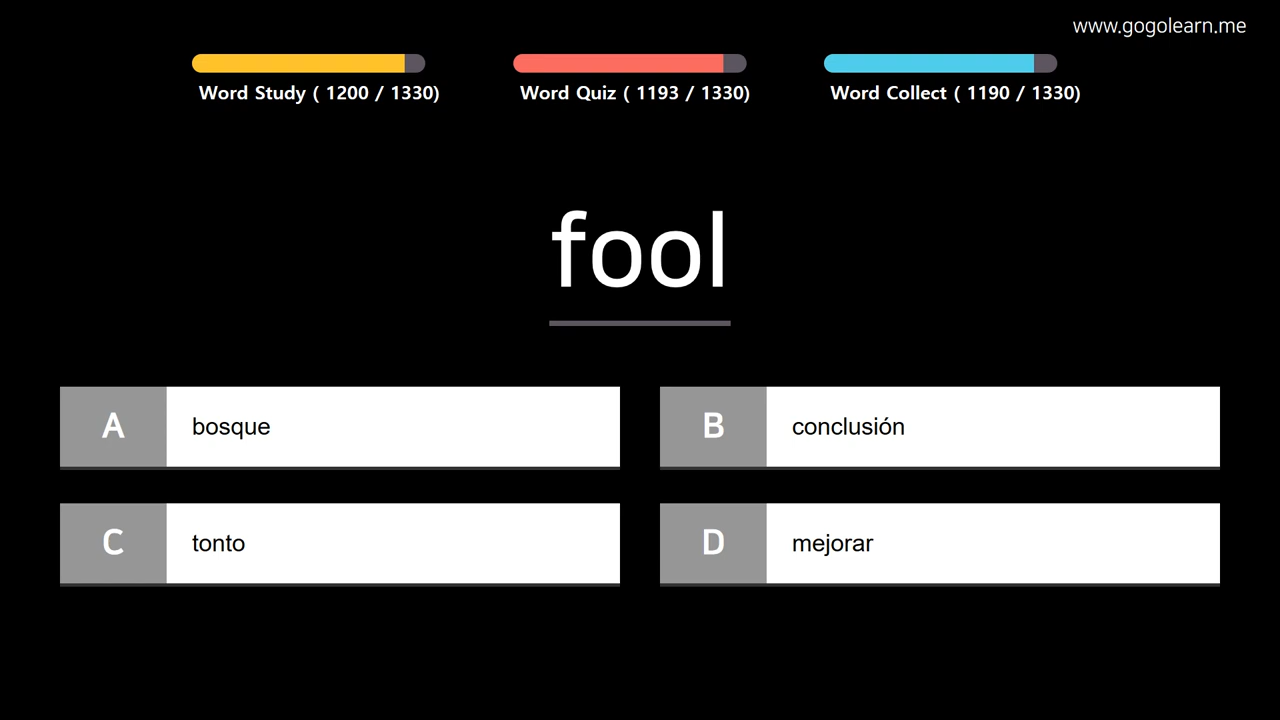 www.gogolearn.me
Word Study ( 1200 / 1330)
Word Quiz ( 1193 / 1330)
Word Collect ( 1190 / 1330)
fool
A bosque
B conclusión
C tonto
D mejorar